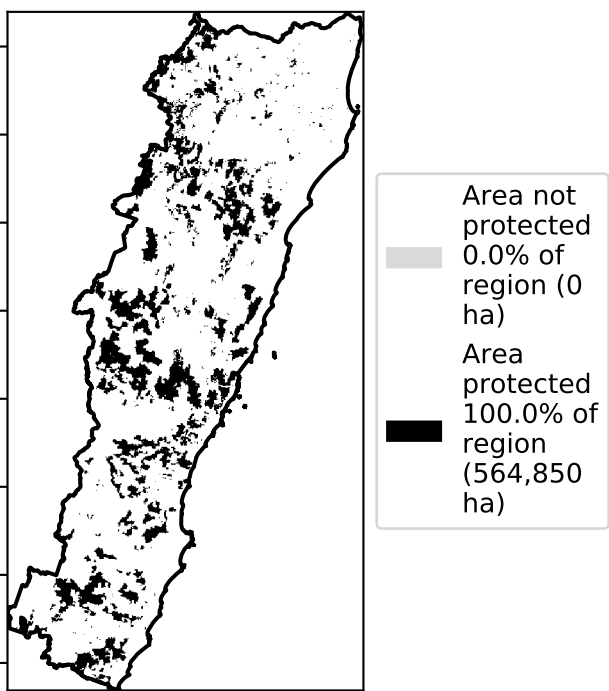 Area not
protected
0.0% of
region (0
ha)
Area
protected
100.0% of
region
(564,850
ha)